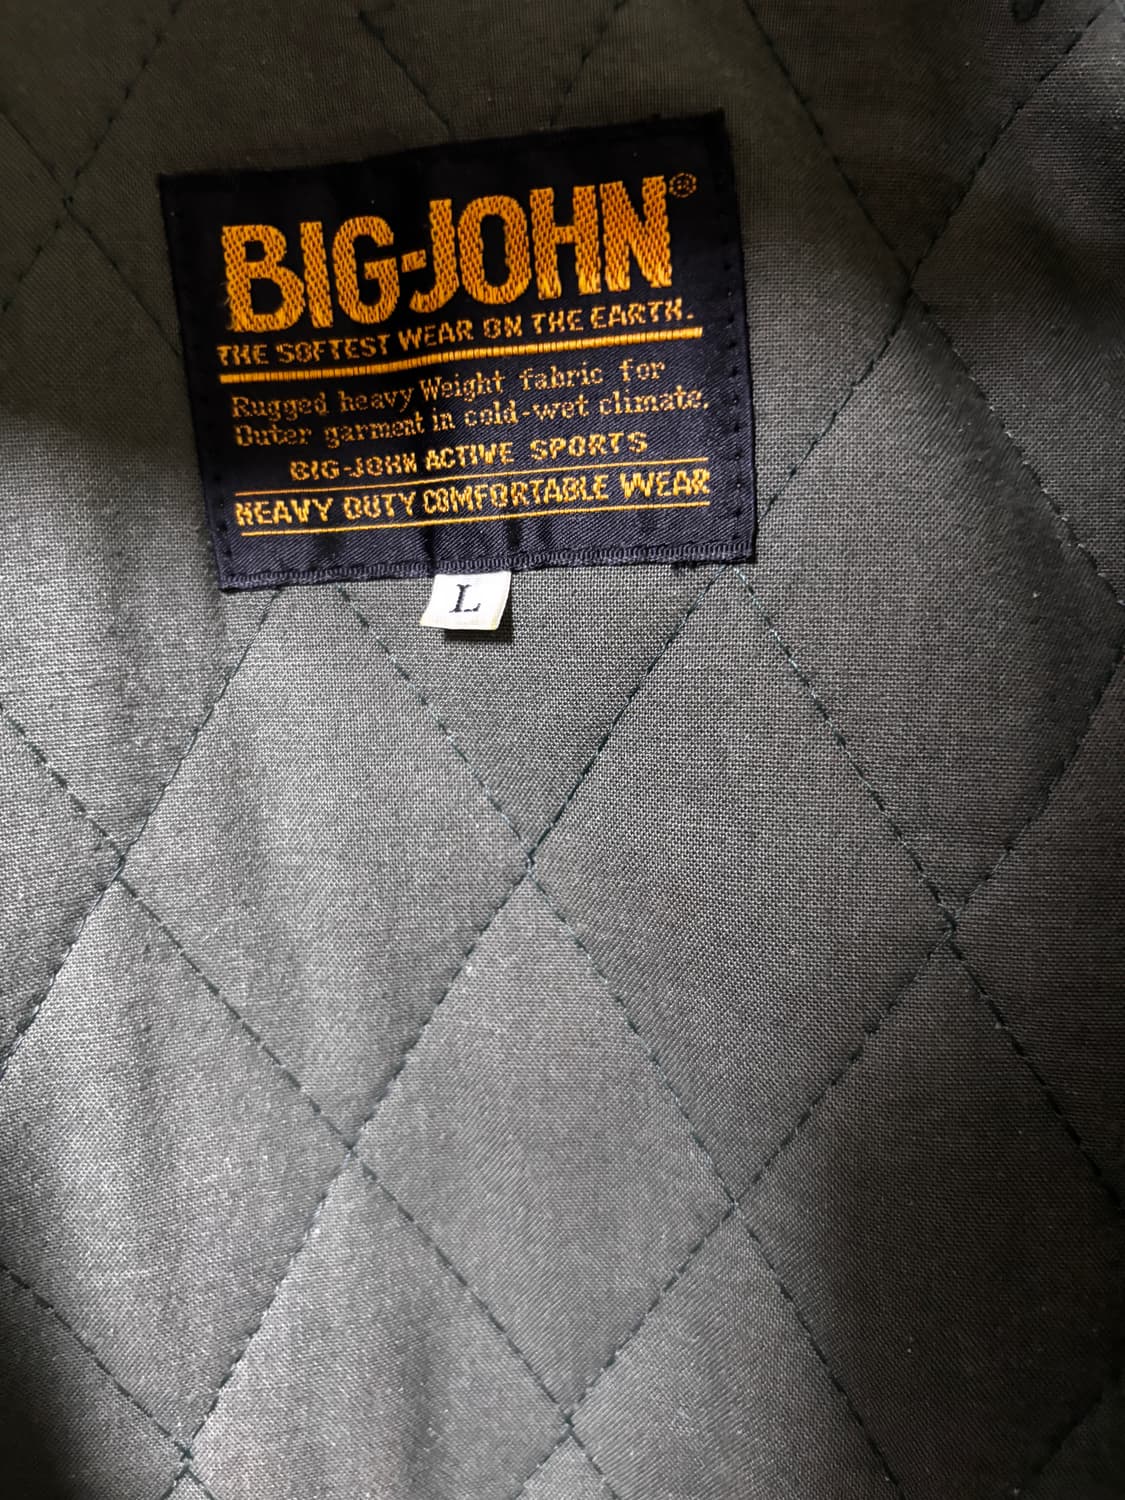 BIG-JOHN®
THE SOFTEST WEAR ON THE EARTH.
Rugged heavy Weight fabric for
Outer garment in cold-wet climate.
BIG-JOHN ACTIVE SPORTS
HEAVY DUTY COMFORTABLE WEAR
L